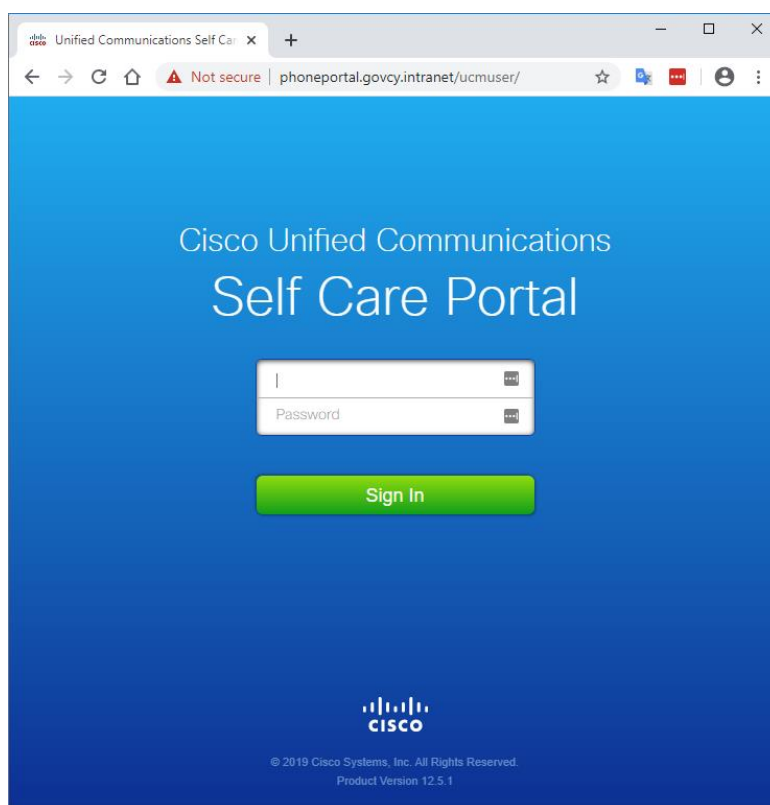 Unified Communications Self Car
Not secure | phoneportal.govcy.intranet/ucmuser/
Cisco Unified Communications
Self Care Portal
Password
Sign In
CISCO
© 2019 Cisco Systems, Inc. All Rights Reserved.
Product Version 12.5.1